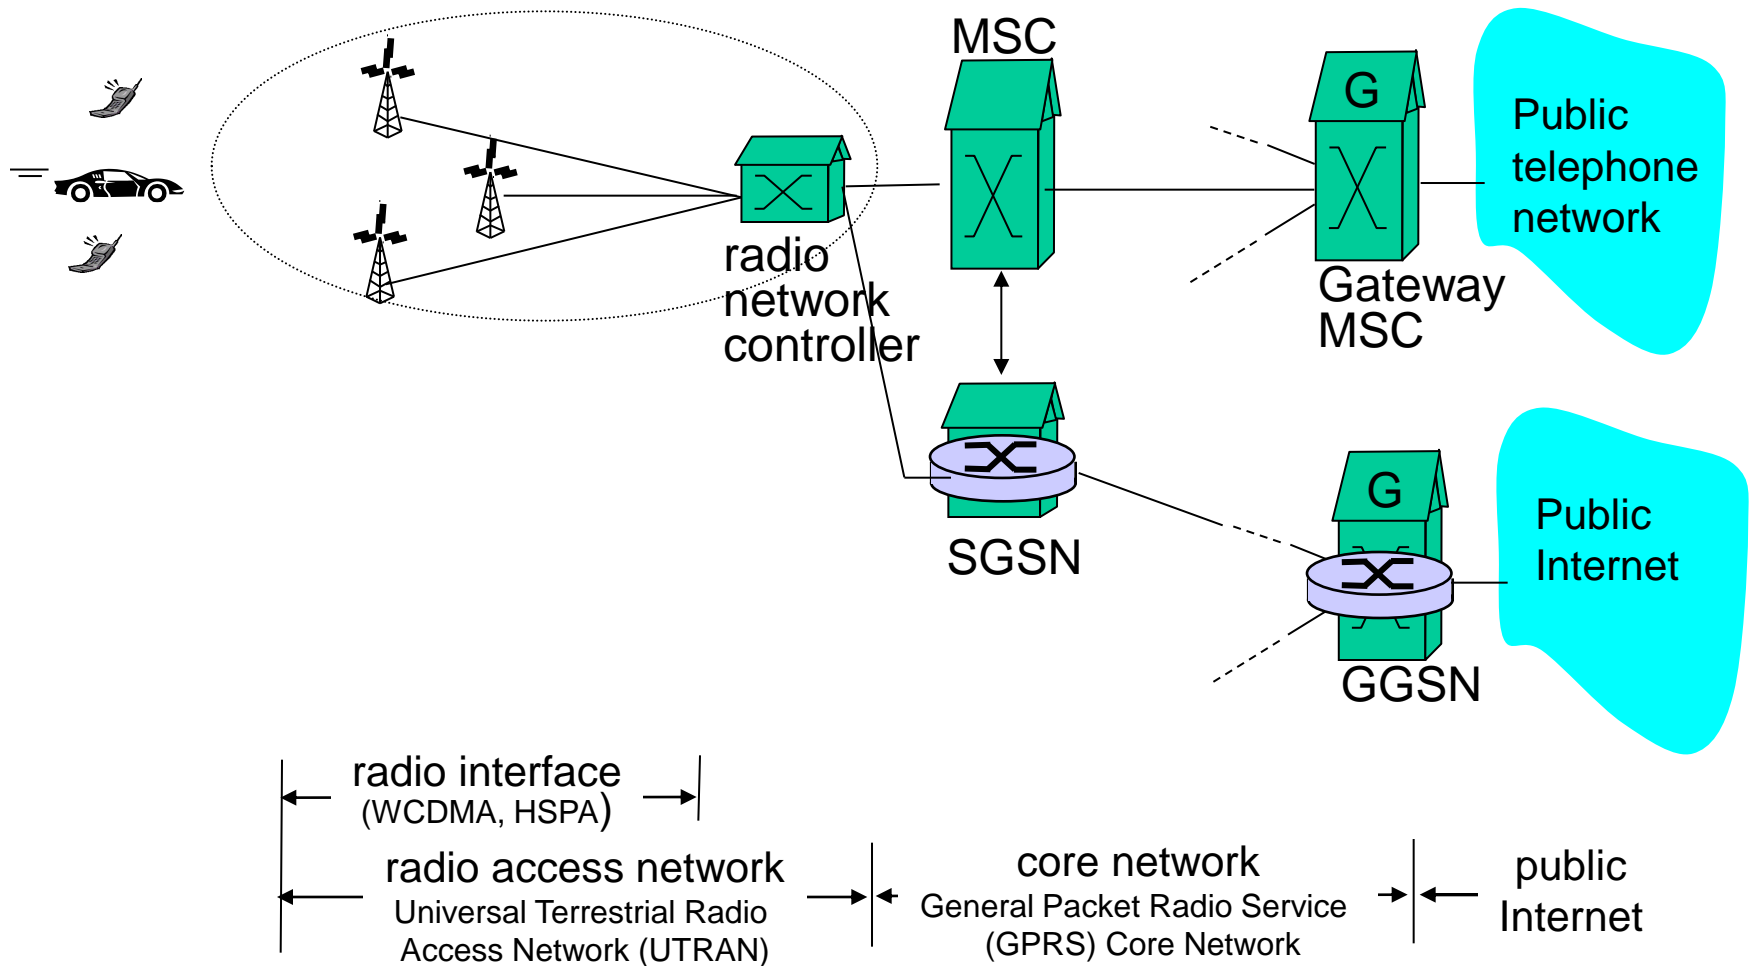 MSC
G
Public
telephone
network
radio
network
controller
Gateway
MSC
SGSN
G
Public
Internet
GGSN
radio interface
(WCDMA, HSPA)
radio access network
Universal Terrestrial Radio
Access Network (UTRAN)
core network
General Packet Radio Service
(GPRS) Core Network
public
Internet